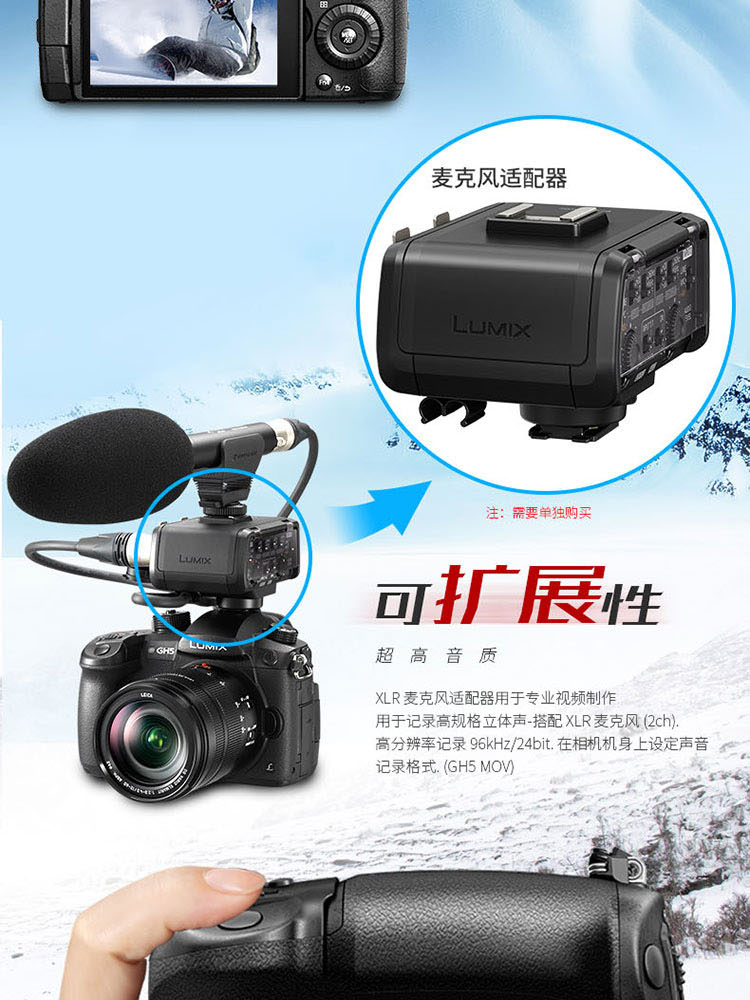 MENU
/SET
Fn
麦克风适配器
LUMIX
注：需要单独购买
LUMIX
可扩展性
GH5
LUMIX
超高音质
LEICA
XLR 麦克风适配器用于专业视频制作
用于记录高规格立体声-搭配 XLR 麦克风 (2ch).
高分辨率记录 96kHz/24bit. 在相机机身上设定声音
记录格式. (GH5 MOV)